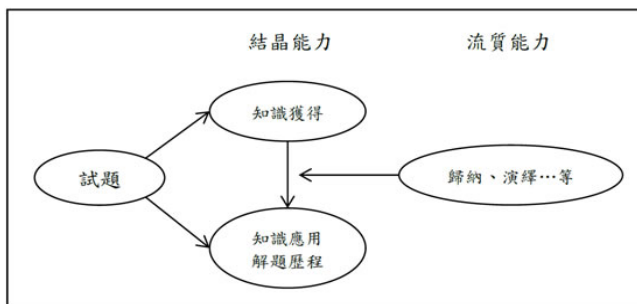 結晶能力
流質能力
知識獲得
試題
歸納、演繹…等
知識應用
解題歷程